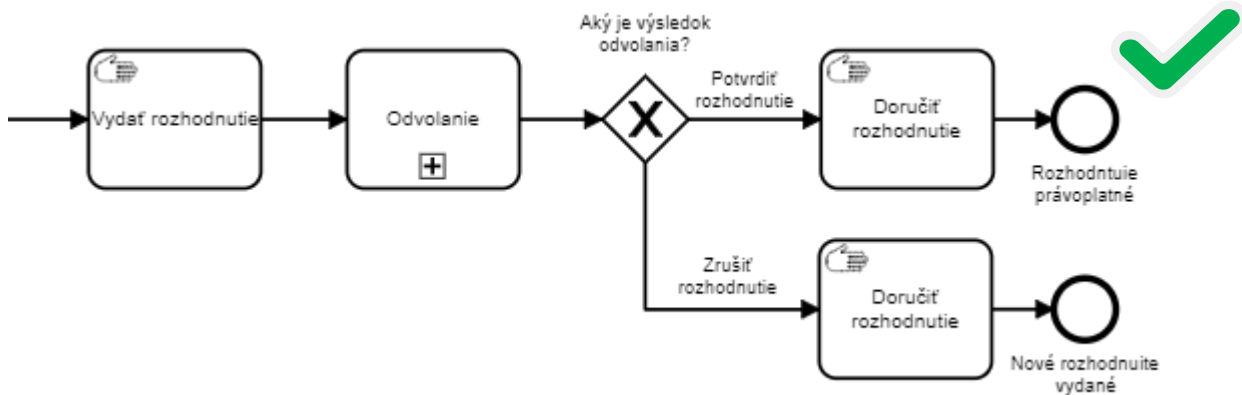 Aký je výsledok
odvolania?
Vydať rozhodnutie
Odvolanie
Potvrdiť
rozhodnutie
Doručiť
rozhodnutie
Rozhodntuie
právoplatné
Zrušiť
rozhodnutie
Doručiť
rozhodnutie
Nové rozhodnuite
vydané